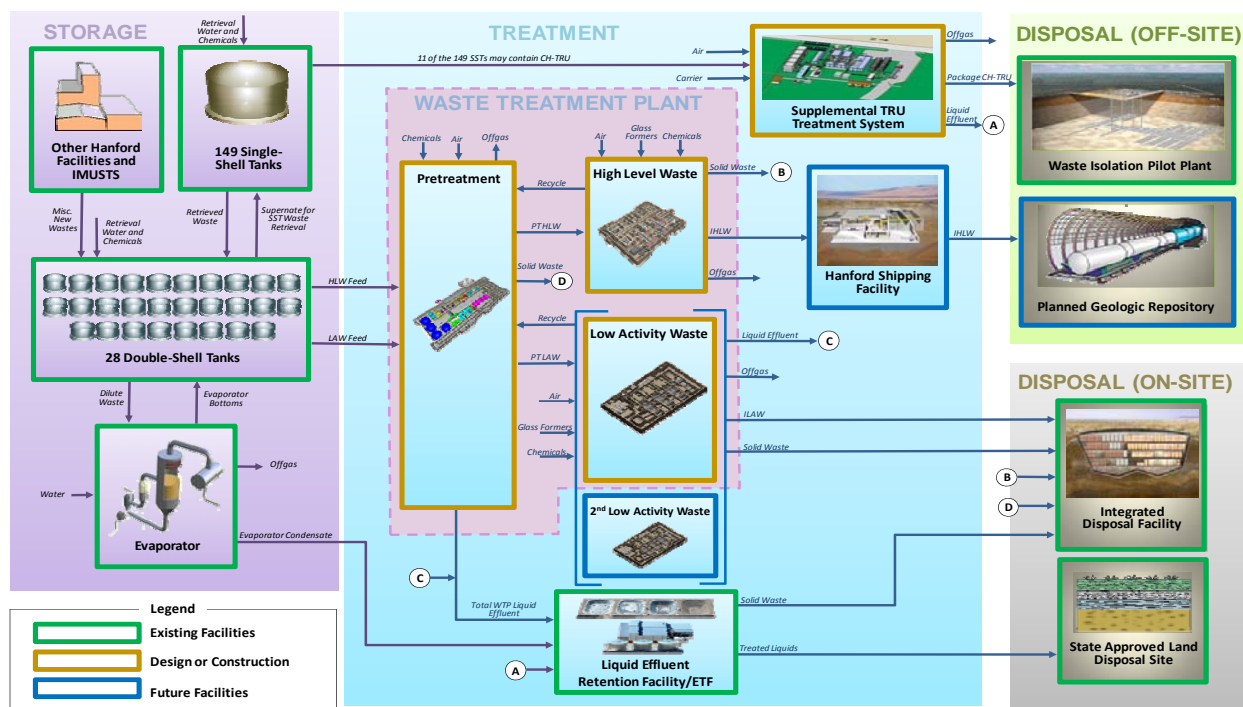 STORAGE
Retrieval
Water and
Chemicals
Other Hanford
Facilities and
IMUSTS
149 Single-
Shell Tanks
Misc.
New
Wastes
Retrieval
Water and
Chemicals
Retrieved
Waste
Supernate for
SST Waste
Retrieval
28 Double-Shell Tanks
Dilute
Waste
Evaporator
Bottoms
Water
Offgas
Evaporator
Evaporator Condensate
Legend
Existing Facilities
Design or Construction
Future Facilities
TREATMENT
11 of the 149 SSTs may contain CH-TRU
Air
Carrier
Supplemental TRU
Treatment System
Offgas
Package CH-TRU
Liquid
Effluent
A
WASTE TREATMENT PLANT
Chemicals
Air
Offgas
Pretreatment
HLW Feed
LAW Feed
Air
Glass
Formers
Chemicals
High Level Waste
Recycle
PT HLW
Solid Waste
D
Solid Waste
B
IHLW
Offgas
Hanford Shipping
Facility
IHLW
Recycle
PT LAW
Air
Glass Formers
Chemicals
Low Activity Waste
Liquid Effluent
C
Offgas
ILAW
Solid Waste
2nd Low Activity Waste
C
Total WTP Liquid
Effluent
A
Liquid Effluent
Retention Facility/ETF
Solid Waste
Treated Liquids
DISPOSAL (OFF-SITE)
Waste Isolation Pilot Plant
Planned Geologic Repository
DISPOSAL (ON-SITE)
B
D
Integrated
Disposal Facility
State Approved Land
Disposal Site